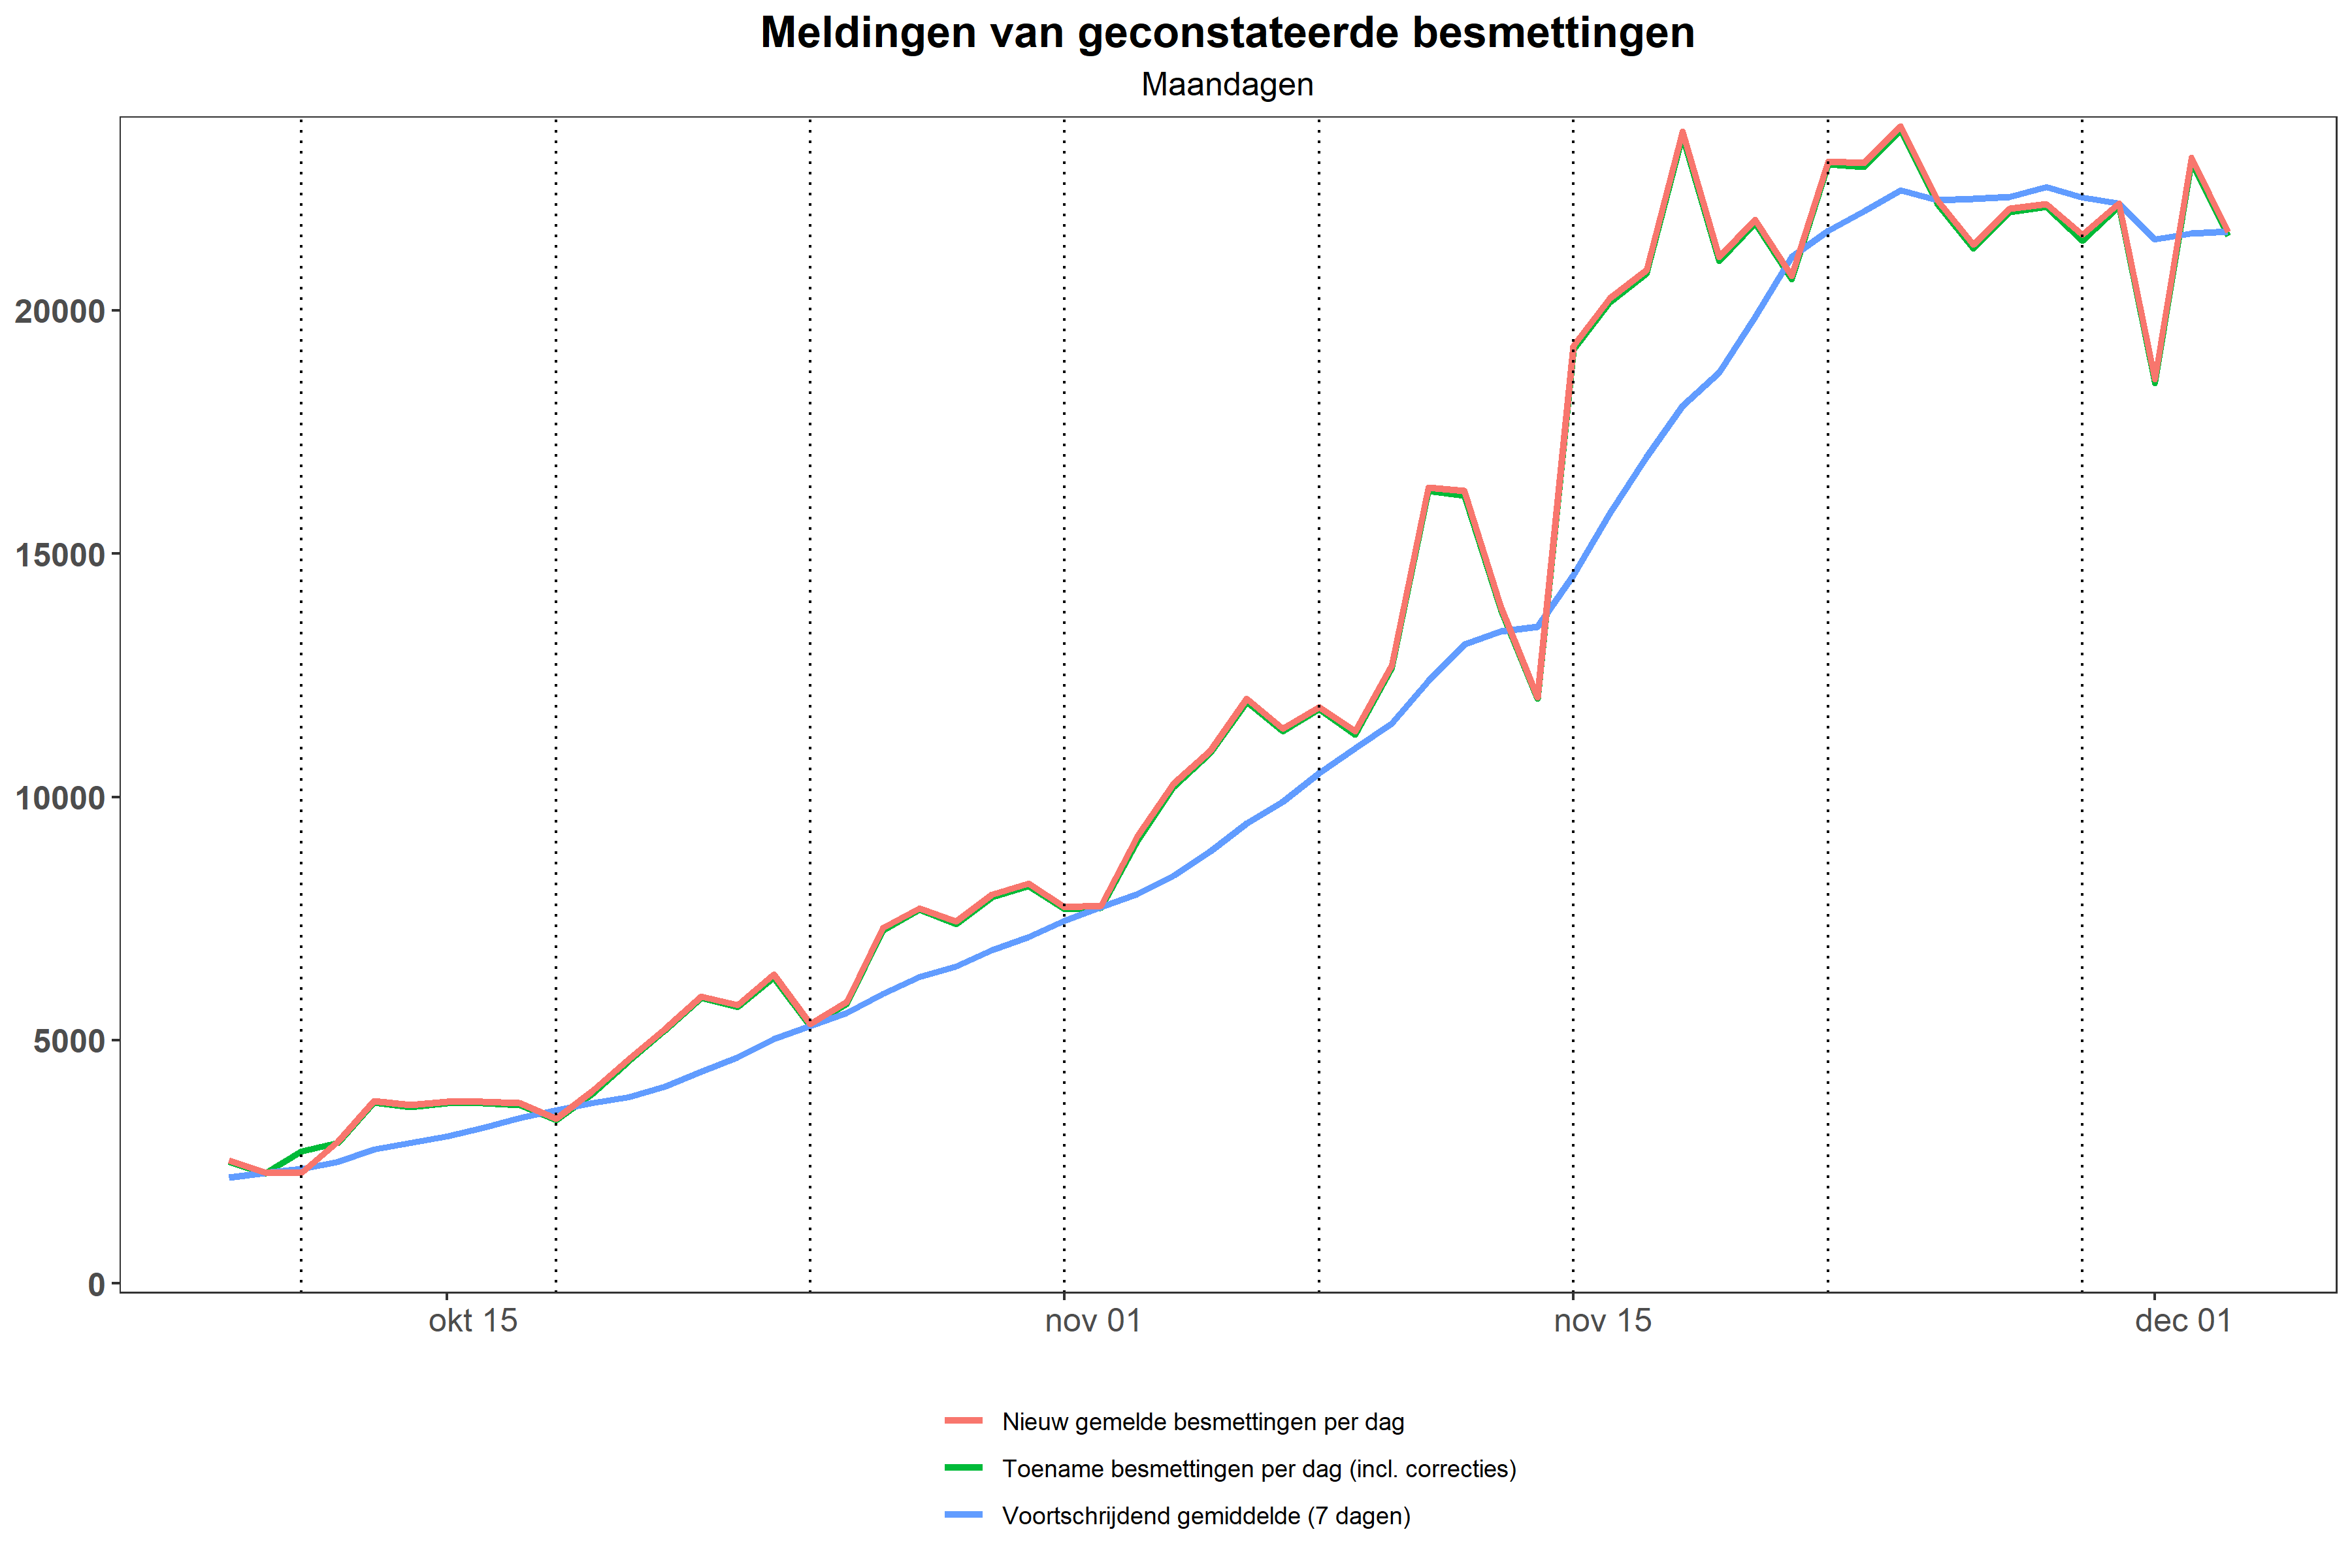 Meldingen van geconstateerde besmettingen
Maandagen
20000
15000
10000
5000
0
okt 15
nov 01
nov 15
dec 01
Nieuw gemelde besmettingen per dag
Toename besmettingen per dag (incl. correcties)
Voortschrijdend gemiddelde (7 dagen)